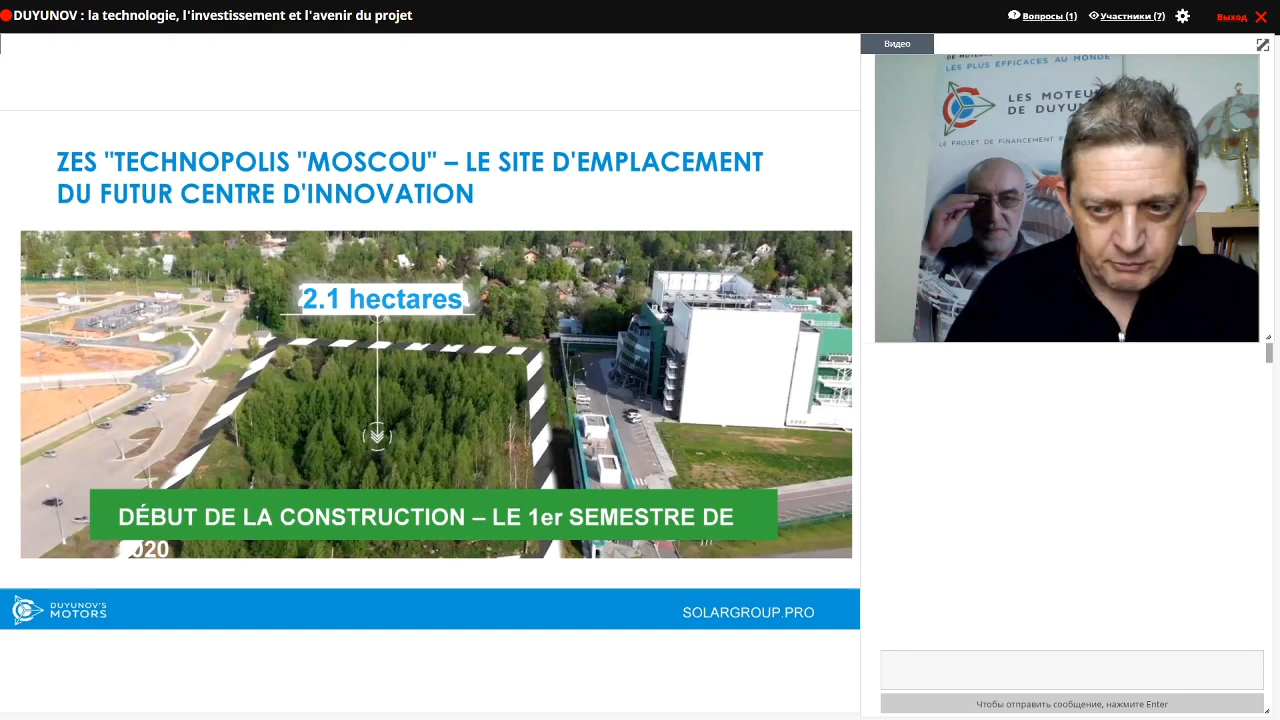 DUYUNOV : la technologie, l'investissement et l'avenir du projet
Вопросы (1)
Участники (7)
Выход
Видео
ZES "TECHNOPOLIS "MOSCOU" – LE SITE D'EMPLACEMENT
DU FUTUR CENTRE D'INNOVATION
2.1 hectares
DÉBUT DE LA CONSTRUCTION – LE 1er SEMESTRE DE
2020
DUYUNOV'S
MOTORS
SOLARGROUP.PRO
LES PLUS EFFICACES AU MONDE
LES MOTEU
DE DUYU
LE PROJET DE FINANCEMENT P
Чтобы отправить сообщение, нажмите Enter